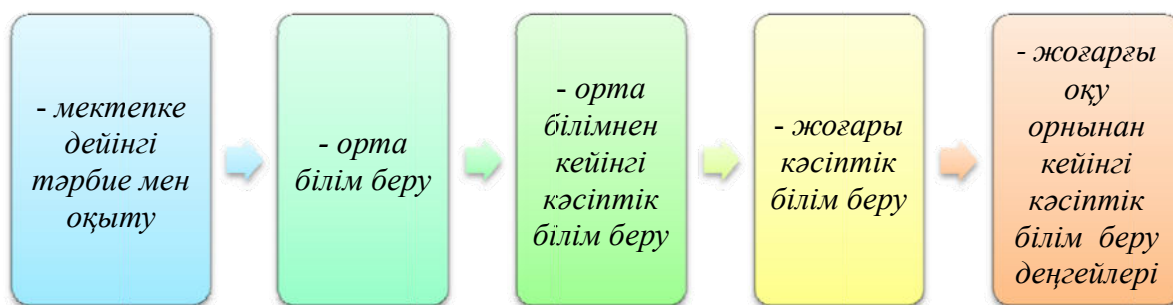 - мектепке
дейінгі
тәрбие мен
оқыту
- орта
білім беру
- орта
білімнен
кейінгі
кәсіптік
білім беру
- жоғары
кәсіптік
білім беру
- жоғарғы
оқу
орнынан
кейінгі
кәсіптік
білім беру
деңгейлері